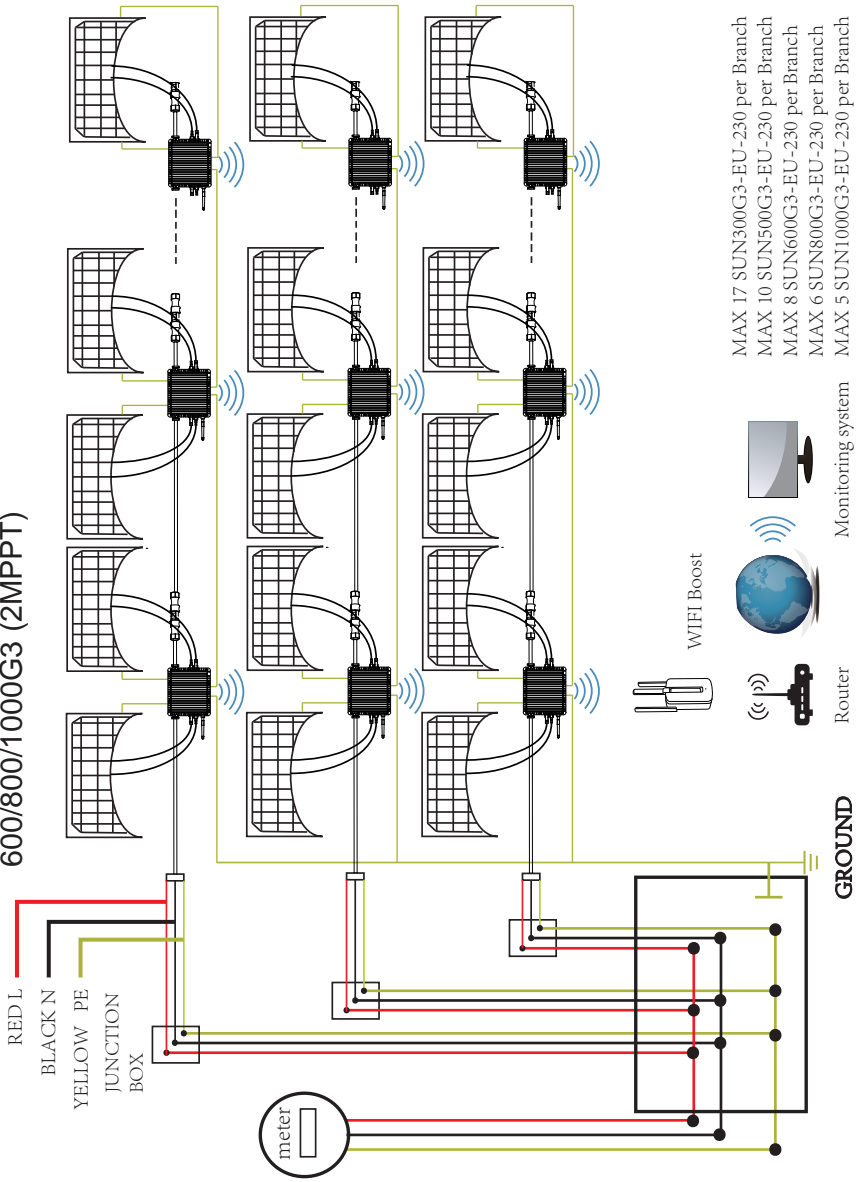 600/800/1000G3 (2MPPT)
RED L
BLACK N
YELLOW PE
JUNCTION
BOX
meter
GROUND
WIFI Boost
Router
Monitoring system
MAX 17 SUN300G3-EU-230 per Branch
MAX 10 SUN500G3-EU-230 per Branch
MAX 8 SUN600G3-EU-230 per Branch
MAX 6 SUN800G3-EU-230 per Branch
MAX 5 SUN1000G3-EU-230 per Branch